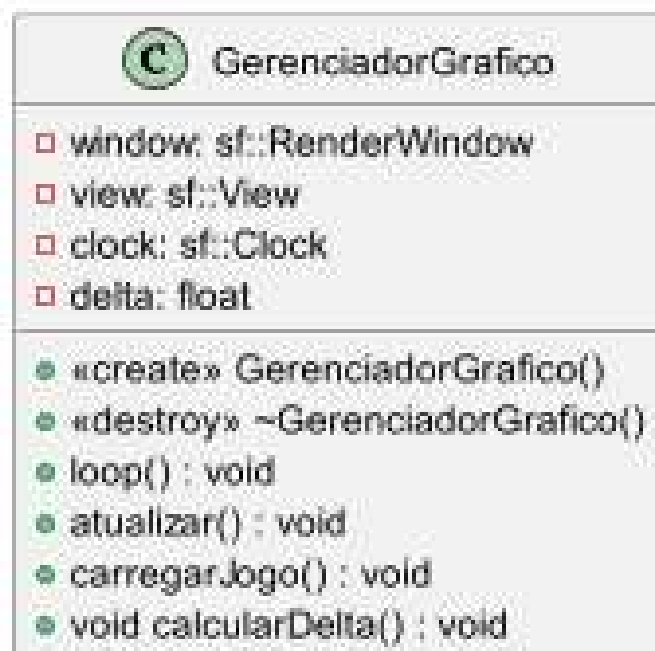 C GerenciadorGrafico
window: sf::RenderWindow
view: sf::View
clock: sf::Clock
delta: float
«create» GerenciadorGrafico()
«destroy» ~GerenciadorGrafico()
loop() : void
atualizar() : void
carregarJogo() : void
void calcularDelta() : void